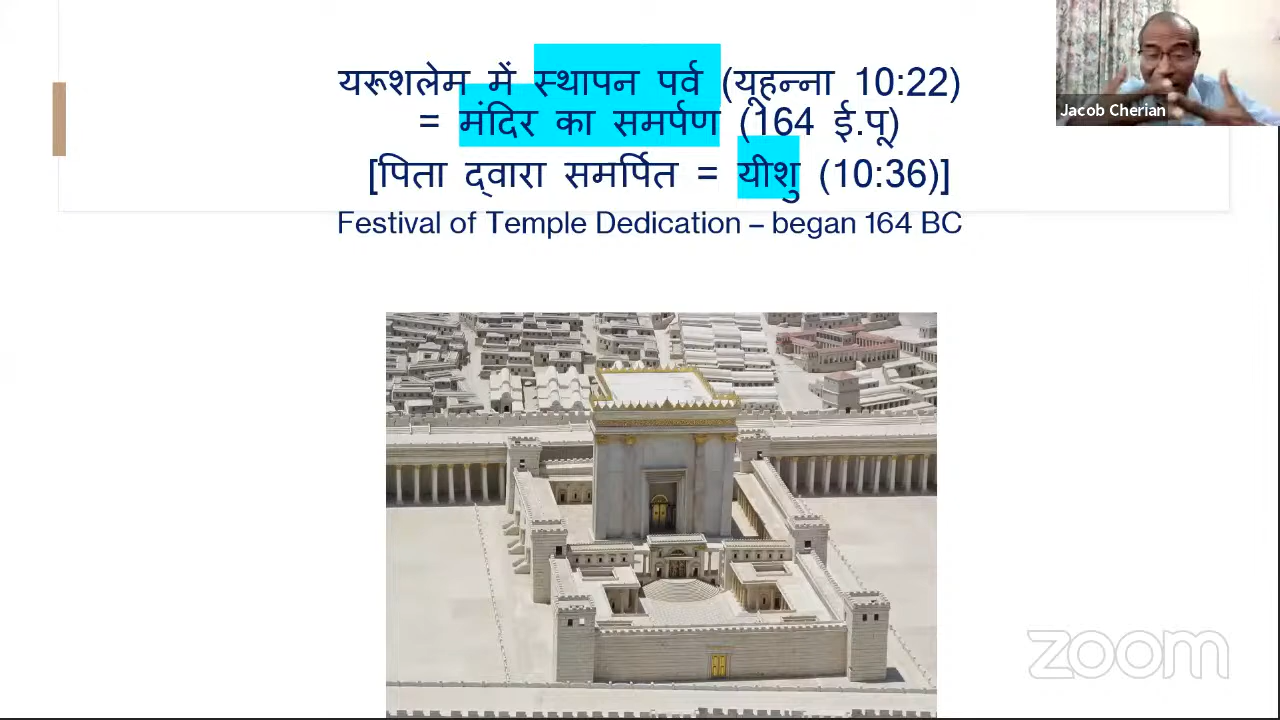 यरूशलेम में स्थापन पर्व (यूहन्ना 10:22)
= मंदिर का समर्पण (164 ई.पू)
[पिता द्वारा समर्पित = यीशु (10:36)]
Festival of Temple Dedication – began 164 BC
Jacob Cherian
zoom